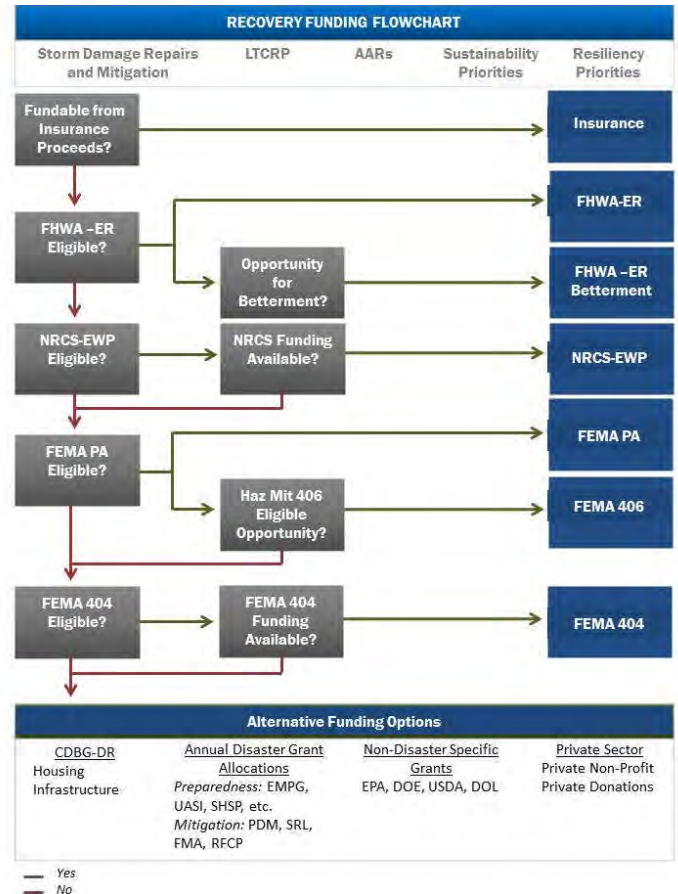 RECOVERY FUNDING FLOWCHART
Storm Damage Repairs
and Mitigation
LTCRP
AARs
Sustainability
Priorities
Resiliency
Priorities
Fundable from
Insurance
Proceeds?
Insurance
FHWA –ER
Eligible?
FHWA-ER
Opportunity
for
Betterment?
FHWA –ER
Betterment
NRCS-EWP
Eligible?
NRCS Funding
Available?
NRCS-EWP
FEMA PA
Eligible?
FEMA PA
Haz Mit 406
Eligible
Opportunity?
FEMA 406
FEMA 404
Eligible?
FEMA 404
Funding
Available?
FEMA 404
Alternative Funding Options
CDBG-DR
Housing
Infrastructure
Annual Disaster Grant
Allocations
Preparedness: EMPG,
UASI, SHSP, etc.
Mitigation: PDM, SRL,
FMA, RFCP
Non-Disaster Specific
Grants
EPA, DOE, USDA, DOL
Private Sector
Private Non-Profit
Private Donations
Yes
No